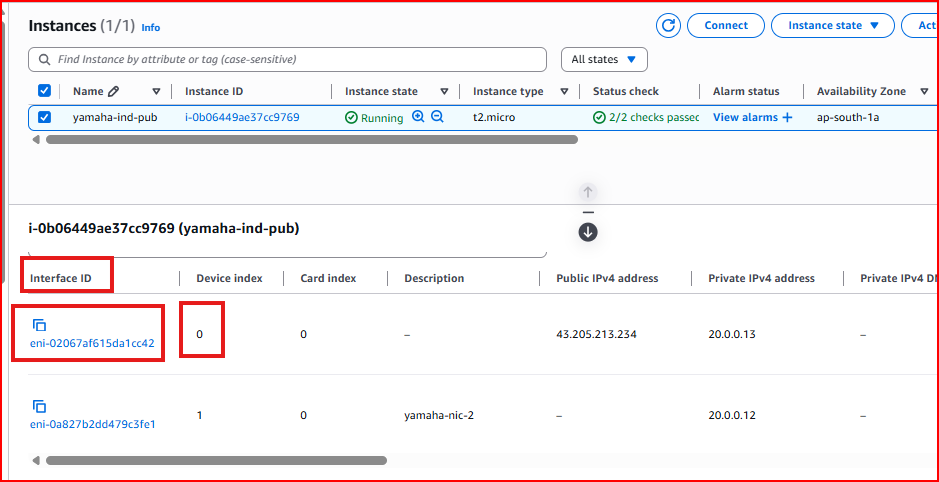 Instances (1/1) Info
Connect
Instance state
Act
Find Instance by attribute or tag (case-sensitive)
All states
Name
Instance ID
Instance state
Instance type
Status check
Alarm status
Availability Zone
yamaha-ind-pub
i-0b06449ae37cc9769
Running
t2.micro
2/2 checks passed
View alarms +
ap-south-1a
i-0b06449ae37cc9769 (yamaha-ind-pub)
Interface ID
Device index
Card index
Description
Public IPv4 address
Private IPv4 address
Private IPv4 DN
eni-02067af615da1cc42
0
0
–
43.205.213.234
20.0.0.13
–
eni-0a827b2dd479c3fe1
1
0
yamaha-nic-2
–
20.0.0.12
–